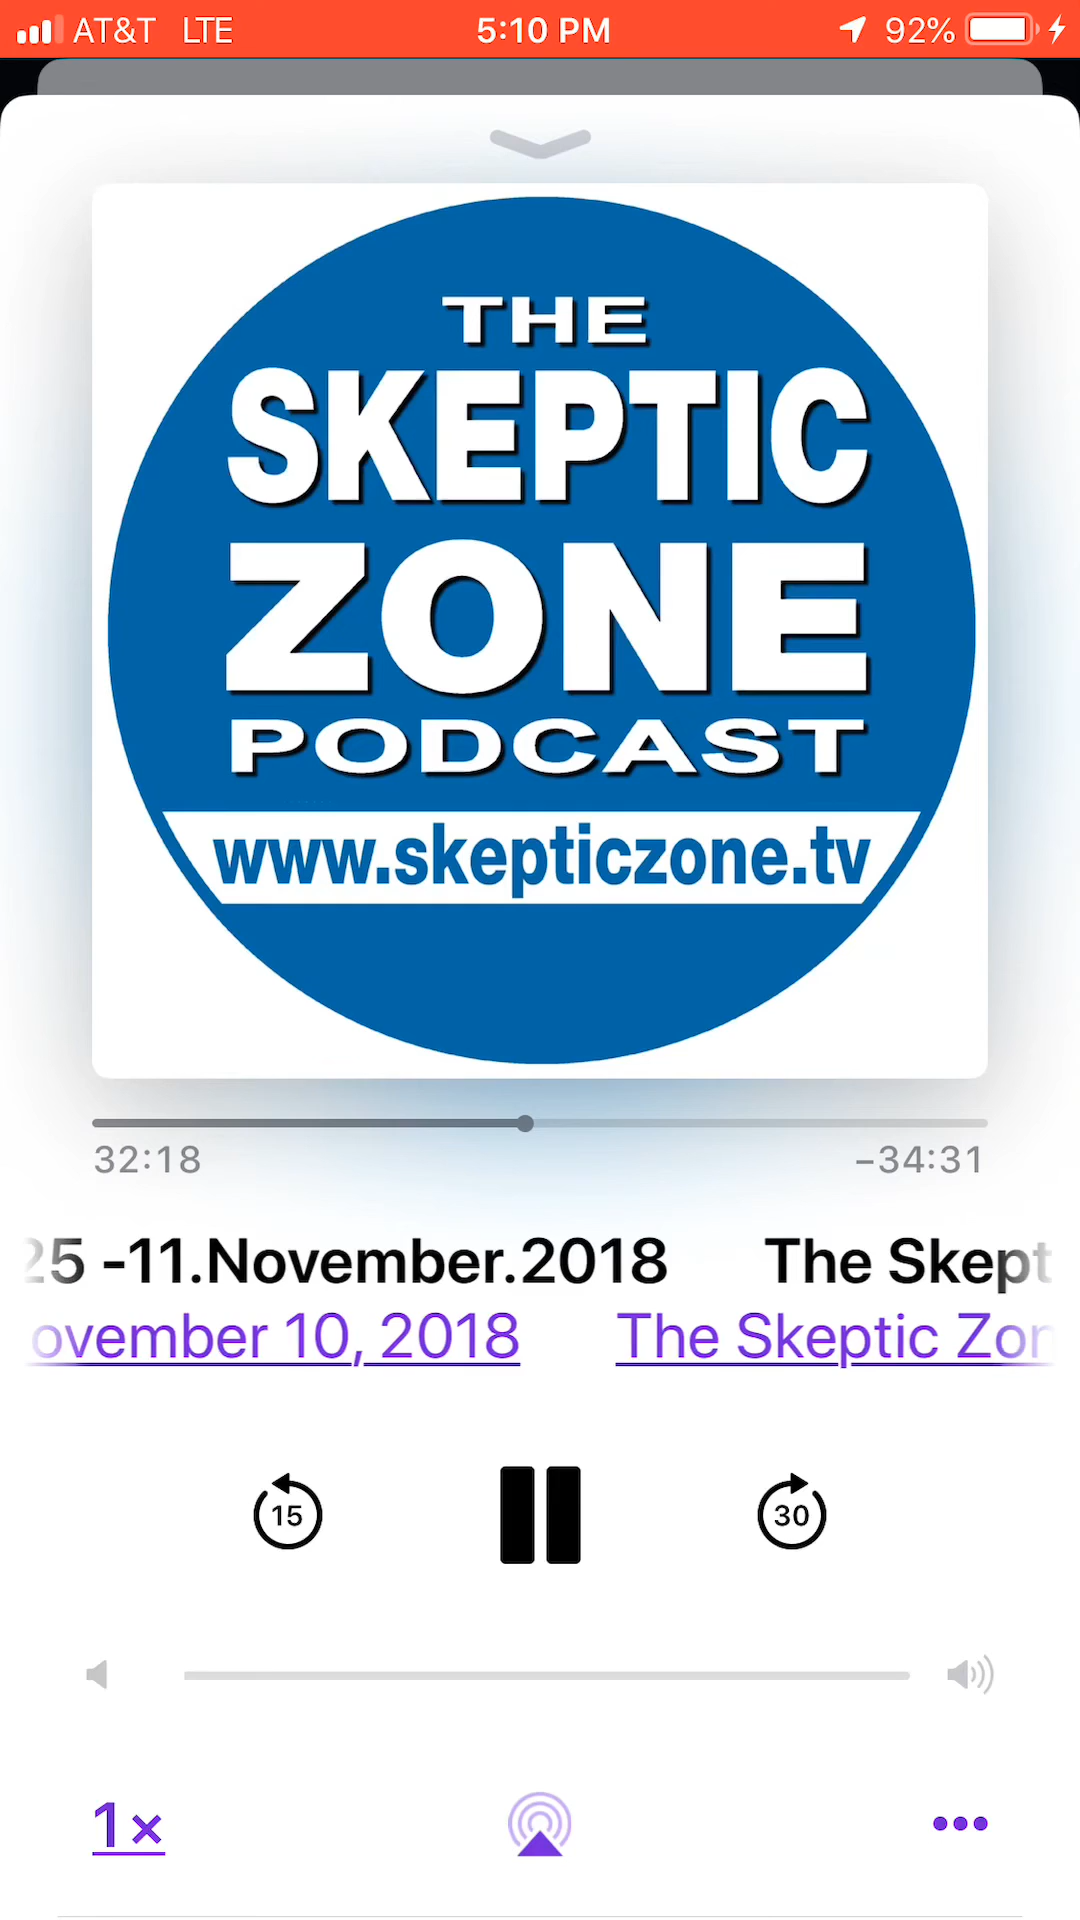 AT&T LTE 5:10 PM 92%
THE
SKEPTIC
ZONE
PODCAST
www.skepticzone.tv
32:18 −34:31
25 -11.November.2018 The Skept
ovember 10, 2018 The Skeptic Zon
15 30
1×